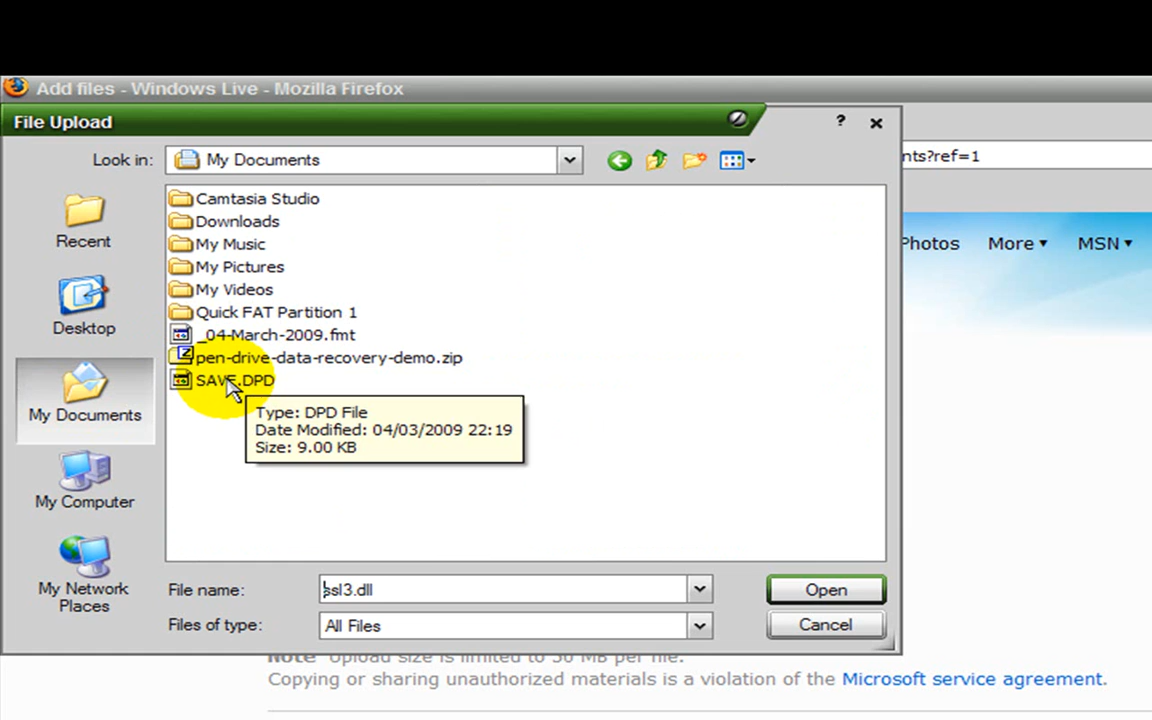 Add files - Windows Live - Mozilla Firefox
File Upload
?
Look in:
My Documents
nts?ref=1
Camtasia Studio
Downloads
My Music
My Pictures
My Videos
Quick FAT Partition 1
_04-March-2009.fmt
pen-drive-data-recovery-demo.zip
SAVE.DPD
Type: DPD File
Date Modified: 04/03/2009 22:19
Size: 9.00 KB
Recent
Desktop
My Documents
My Computer
My Network
Places
Photos More MSN
File name:
ssl3.dll
Open
Files of type:
All Files
Cancel
Note Upload size is limited to 50 MB per file.
Copying or sharing unauthorized materials is a violation of the Microsoft service agreement.